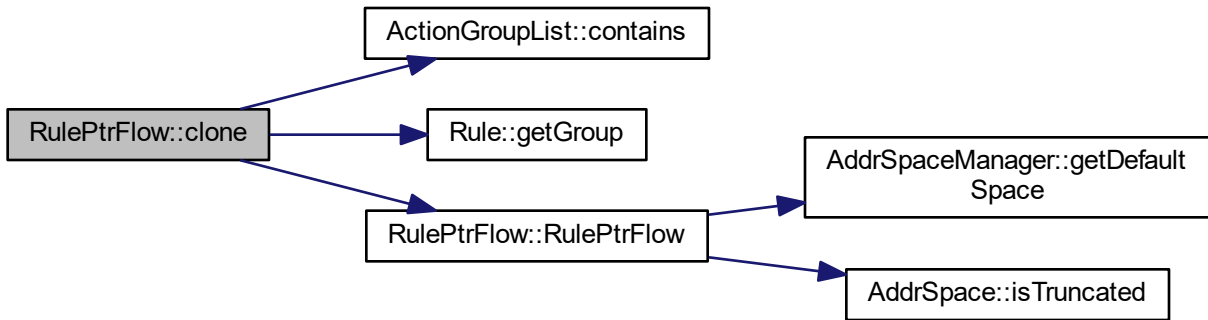 ActionGroupList::contains
RulePtrFlow::clone
Rule::getGroup
AddrSpaceManager::getDefault
Space
RulePtrFlow::RulePtrFlow
AddrSpace::isTruncated